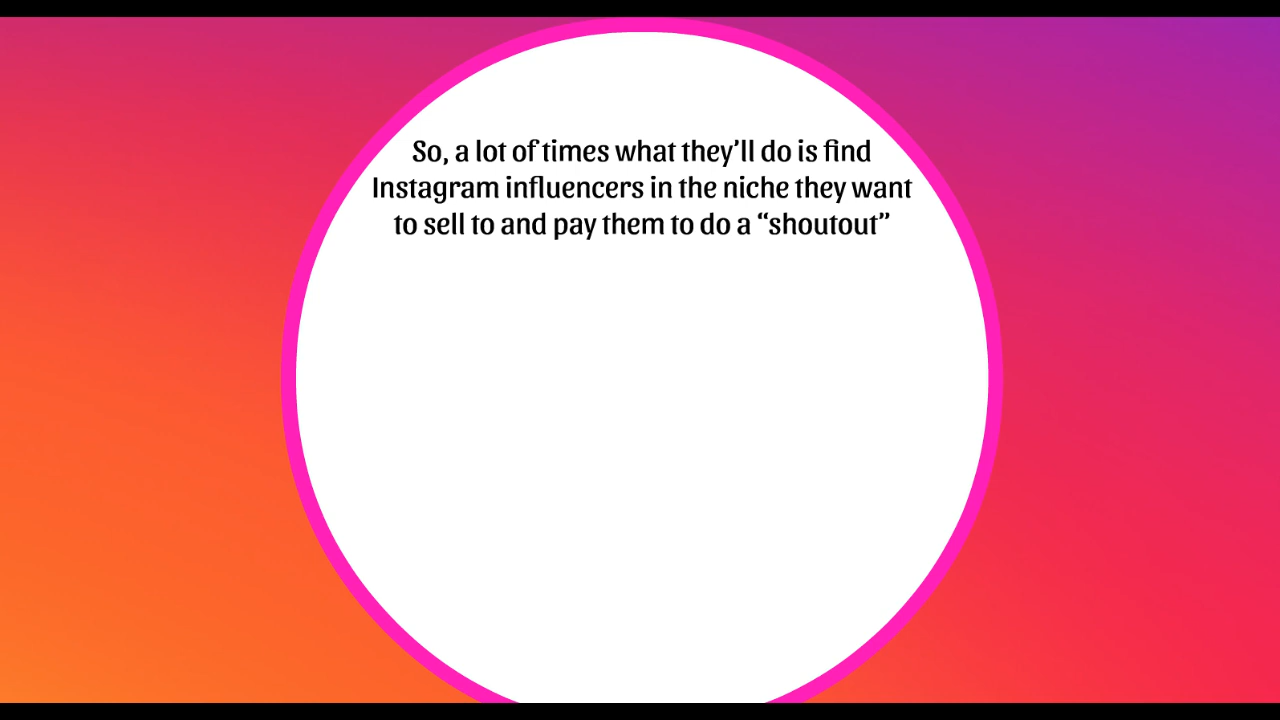 So, a lot of times what they’ll do is find
Instagram influencers in the niche they want
to sell to and pay them to do a “shoutout”